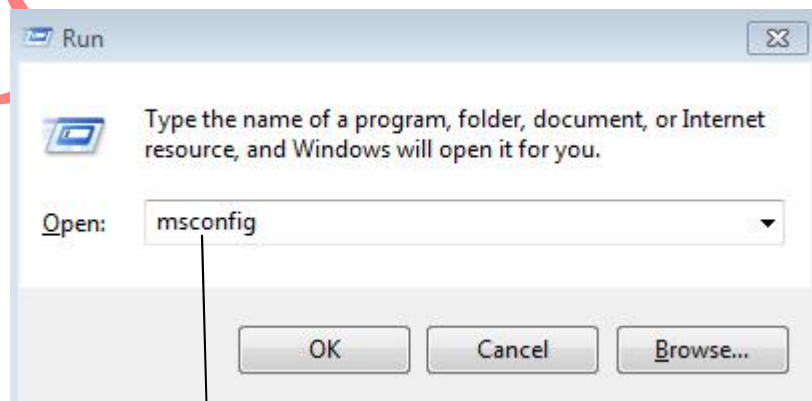 Run
Type the name of a program, folder, document, or Internet
resource, and Windows will open it for you.
Open: msconfig
OK Cancel Browse...